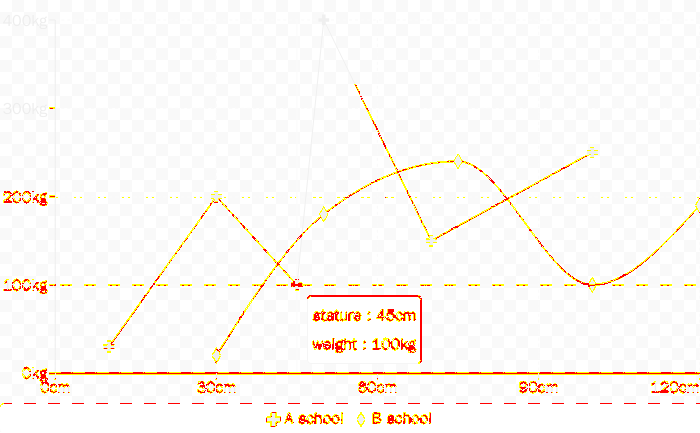 400kg
300kg
200kg
100kg
0kg
stature : 45cm
weight : 100kg
0cm
30cm
60cm
90cm
120cm
A school
B school